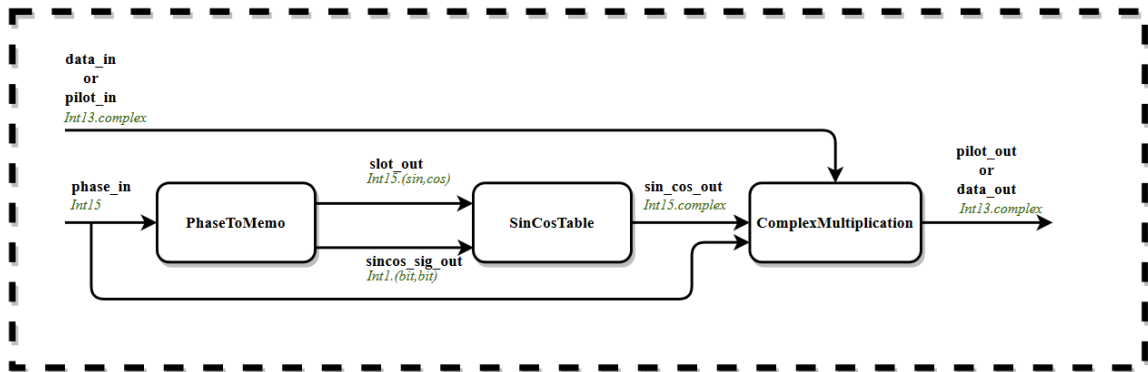 data_in
or
pilot_in
Int13.complex
phase_in
Int15
PhaseToMemo
slot_out
Int15.(sin,cos)
sincos_sig_out
Int1.(bit,bit)
SinCosTable
sin_cos_out
Int15.complex
ComplexMultiplication
pilot_out
or
data_out
Int13.complex